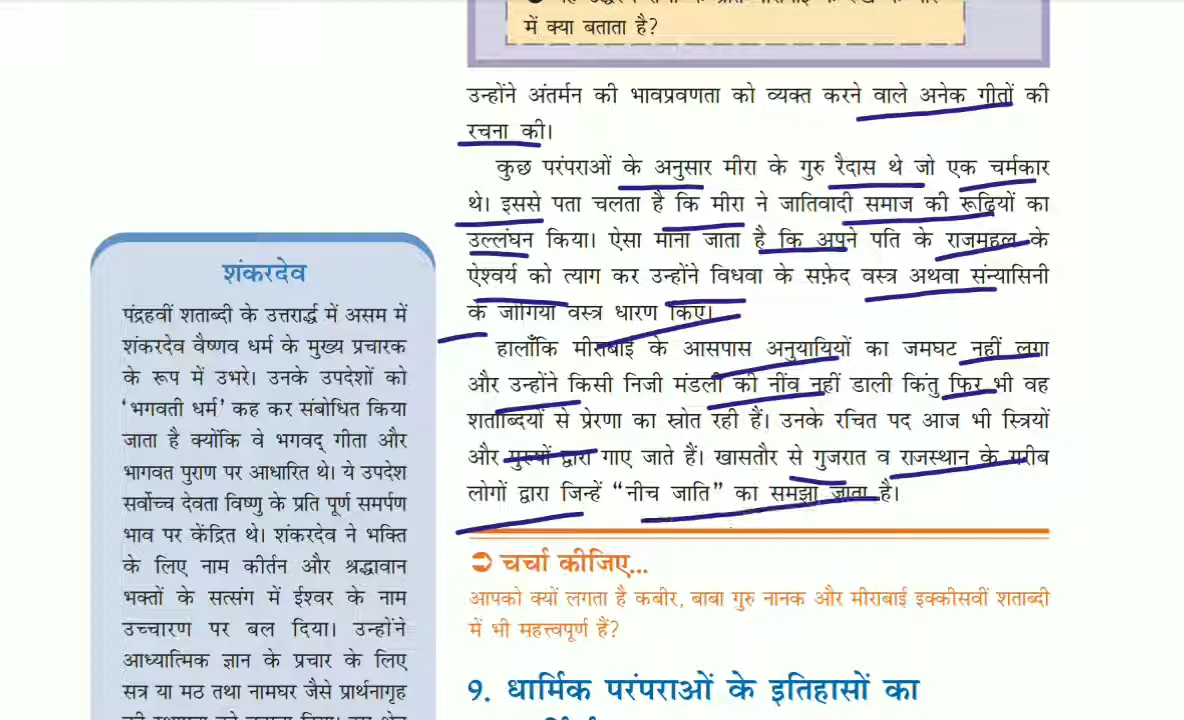 में क्या बताता है?
उन्होंने अंतर्मन की भावप्रवणता को व्यक्त करने वाले अनेक गीतों की
रचना की।
कुछ परंपराओं के अनुसार मीरा के गुरु रैदास थे जो एक चर्मकार
थे। इससे पता चलता है कि मीरा ने जातिवादी समाज की रूढ़ियों का
उल्लंघन किया। ऐसा माना जाता है कि अपने पति के राजमहल के
ऐश्वर्य को त्याग कर उन्होंने विधवा के सफ़ेद वस्त्र अथवा संन्यासिनी
के जोगिया वस्त्र धारण किए।
हालाँकि मीराबाई के आसपास अनुयायियों का जमघट नहीं लगा
और उन्होंने किसी निजी मंडली की नींव नहीं डाली किंतु फिर भी वह
शताब्दियों से प्रेरणा का स्रोत रही हैं। उनके रचित पद आज भी स्त्रियों
और पुरुषों द्वारा गाए जाते हैं। खासतौर से गुजरात व राजस्थान के गरीब
लोगों द्वारा जिन्हें “नीच जाति” का समझा जाता है।
चर्चा कीजिए...
आपको क्यों लगता है कबीर, बाबा गुरु नानक और मीराबाई इक्कीसवीं शताब्दी
में भी महत्त्वपूर्ण हैं?
9. धार्मिक परंपराओं के इतिहासों का
शंकरदेव
पंद्रहवीं शताब्दी के उत्तरार्द्ध में असम में
शंकरदेव वैष्णव धर्म के मुख्य प्रचारक
के रूप में उभरे। उनके उपदेशों को
‘भगवती धर्म’ कह कर संबोधित किया
जाता है क्योंकि वे भगवद् गीता और
भागवत पुराण पर आधारित थे। ये उपदेश
सर्वोच्च देवता विष्णु के प्रति पूर्ण समर्पण
भाव पर केंद्रित थे। शंकरदेव ने भक्ति
के लिए नाम कीर्तन और श्रद्धावान
भक्तों के सत्संग में ईश्वर के नाम
उच्चारण पर बल दिया। उन्होंने
आध्यात्मिक ज्ञान के प्रचार के लिए
सत्र या मठ तथा नामघर जैसे प्रार्थनागृह